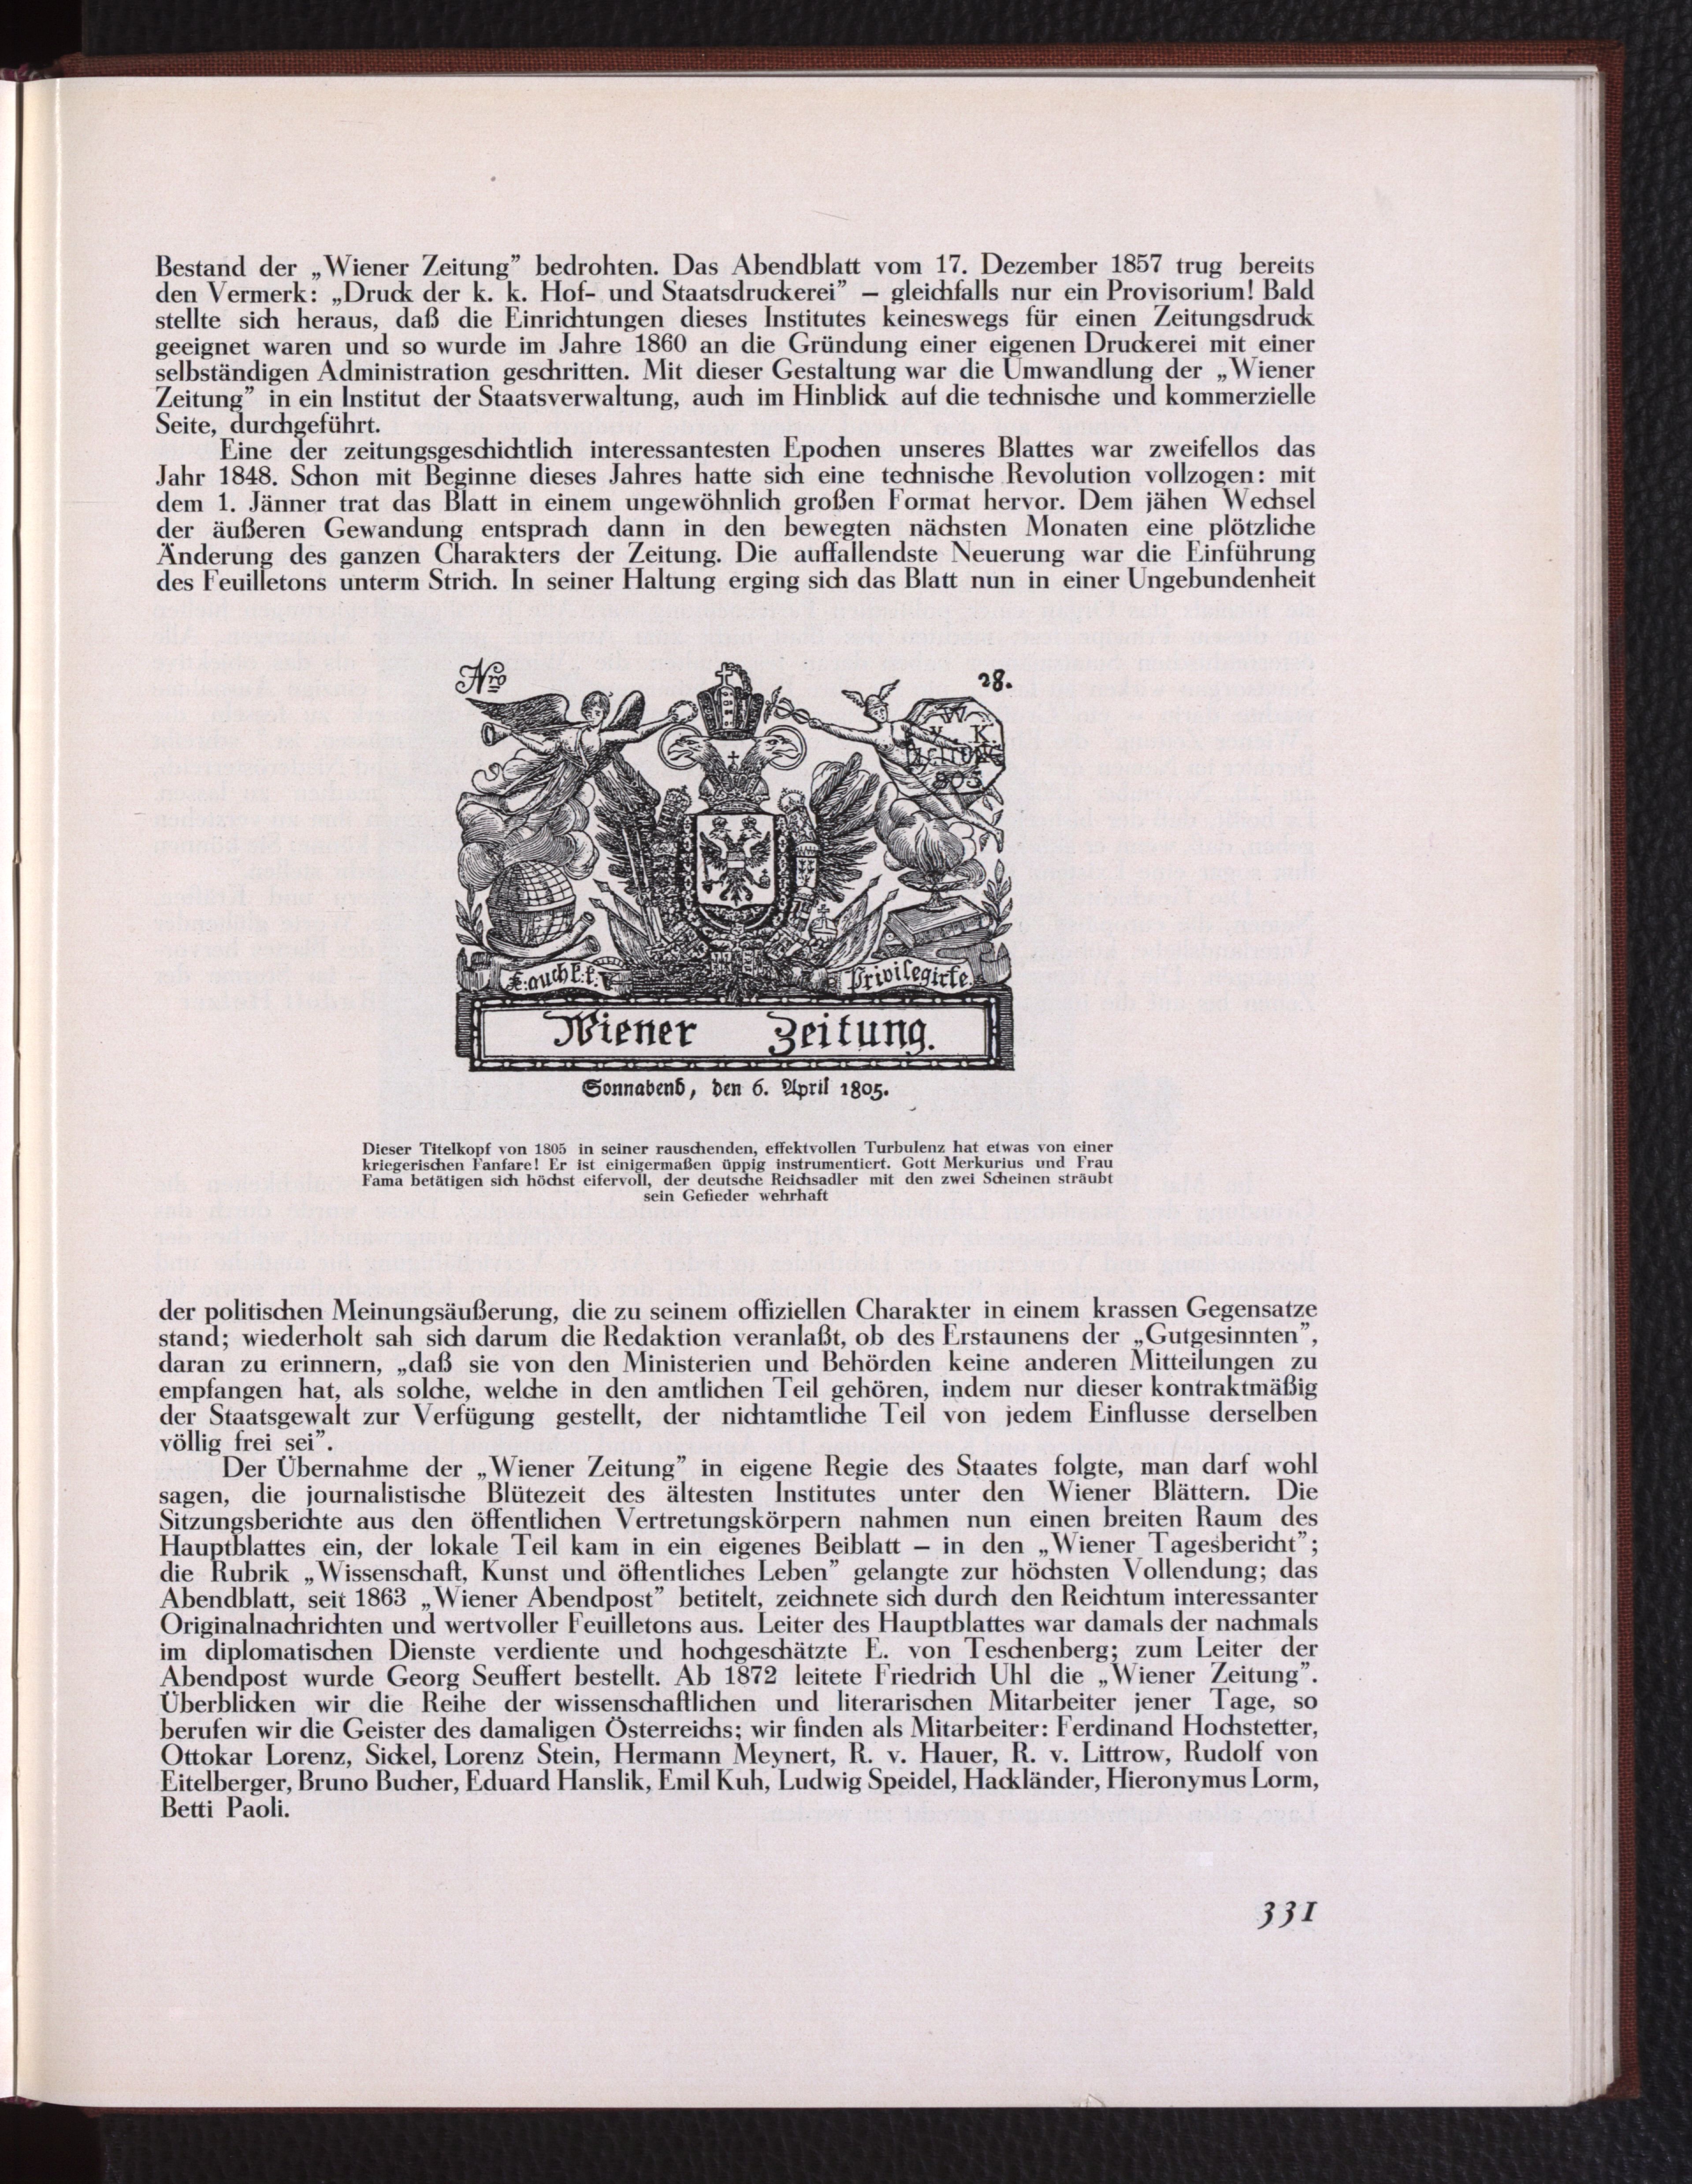 Bestand der „Wiener Zeitung” bedrohten. Das Abendblatt vom 17. Dezember 1857 trug bereits
den Vermerk: „Druck der k. k. Hof- und Staatsdruckerei” — gleichfalls nur ein Provisorium! Bald
stellte sich heraus, daß die Einrichtungen dieses Institutes keineswegs für einen Zeitungsdruck
geeignet waren und so wurde im Jahre 1860 an die Gründung einer eigenen Druckerei mit einer
selbständigen Administration geschritten. Mit dieser Gestaltung war die Umwandlung der „Wiener
Zeitung” in ein Institut der Staatsverwaltung, auch im Hinblick auf die technische und kommerzielle
Seite, durchgeführt.
Eine der zeitungsgeschichtlich interessantesten Epochen unseres Blattes war zweifellos das
Jahr 1848. Schon mit Beginne dieses Jahres hatte sich eine technische Revolution vollzogen: mit
dem 1. Jänner trat das Blatt in einem ungewöhnlich großen Format hervor. Dem jähen Wechsel
der äußeren Gewandung entsprach dann in den bewegten nächsten Monaten eine plötzliche
Änderung des ganzen Charakters der Zeitung. Die auffallendste Neuerung war die Einführung
des Feuilletons unterm Strich. In seiner Haltung erging sich das Blatt nun in einer Ungebundenheit
Nro 28.
W.
K.
Privilegirte.
Wiener Zeitung.
Sonnabend, den 6. April 1805.
Dieser Titelkopf von 1805 in seiner rauschenden, effektvollen Turbulenz hat etwas von einer
kriegerischen Fanfare! Er ist einigermaßen üppig instrumentiert. Gott Merkurius und Frau
Fama betätigen sich höchst eifervoll, der deutsche Reichsadler mit den zwei Scheinen sträubt
sein Gefieder wehrhaft
der politischen Meinungsäußerung, die zu seinem offiziellen Charakter in einem krassen Gegensatze
stand; wiederholt sah sich darum die Redaktion veranlaßt, ob des Erstaunens der „Gutgesinnten”,
daran zu erinnern, „daß sie von den Ministerien und Behörden keine anderen Mitteilungen zu
empfangen hat, als solche, welche in den amtlichen Teil gehören, indem nur dieser kontraktmäßig
der Staatsgewalt zur Verfügung gestellt, der nichtamtliche Teil von jedem Einflusse derselben
völlig frei sei”.
Der Übernahme der „Wiener Zeitung” in eigene Regie des Staates folgte, man darf wohl
sagen, die journalistische Blütezeit des ältesten Institutes unter den Wiener Blättern. Die
Sitzungsberichte aus den öffentlichen Vertretungskörpern nahmen nun einen breiten Raum des
Hauptblattes ein, der lokale Teil kam in ein eigenes Beiblatt — in den „Wiener Tagesbericht”;
die Rubrik „Wissenschaft, Kunst und öffentliches Leben” gelangte zur höchsten Vollendung; das
Abendblatt, seit 1863 „Wiener Abendpost” betitelt, zeichnete sich durch den Reichtum interessanter
Originalnachrichten und wertvoller Feuilletons aus. Leiter des Hauptblattes war damals der nachmals
im diplomatischen Dienste verdiente und hochgeschätzte E. von Teschenberg; zum Leiter der
Abendpost wurde Georg Seuffert bestellt. Ab 1872 leitete Friedrich Uhl die „Wiener Zeitung”.
Überblicken wir die Reihe der wissenschaftlichen und literarischen Mitarbeiter jener Tage, so
berufen wir die Geister des damaligen Österreichs; wir finden als Mitarbeiter: Ferdinand Hochstetter,
Ottokar Lorenz, Sickel, Lorenz Stein, Hermann Meynert, R. v. Hauer, R. v. Littrow, Rudolf von
Eitelberger, Bruno Bucher, Eduard Hanslik, Emil Kuh, Ludwig Speidel, Hackländer, Hieronymus Lorm,
Betti Paoli.
331